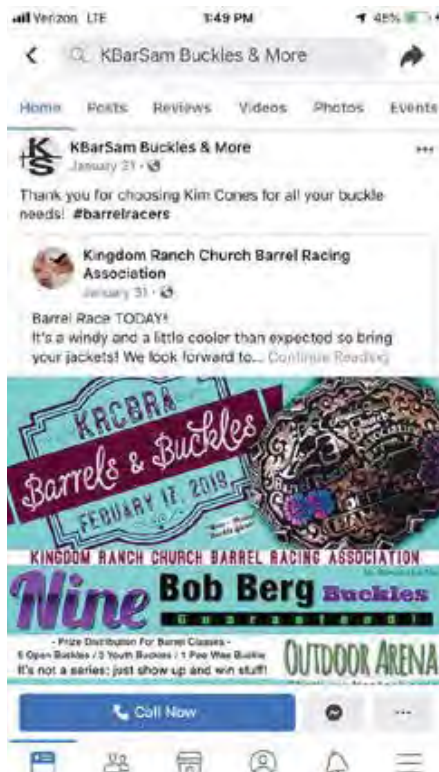 Verizon LTE 1:49 PM 48%
KBarSam Buckles & More
Home Posts Reviews Videos Photos Events
K
S
KBarSam Buckles & More
January 31
Thank you for choosing Kim Cones for all your buckle
needs! #barrelracers
Kingdom Ranch Church Barrel Racing
Association
January 31
Barrel Race TODAY!
It's a windy and a little cooler than expected so bring
your jackets! We look forward to... Continue Reading
KRCBRA
Barrels & Buckles
FEBUARY 17, 2019
KINGDOM RANCH CHURCH BARREL RACING ASSOCIATION
Nine Bob Berg Buckles
Guaranteed!
- Prize Distribution For Barrel Classes -
5 Open Buckles / 3 Youth Buckles / 1 Pee Wee Buckle
It's not a series; just show up and win stuff!
OUTDOOR ARENA
Call Now